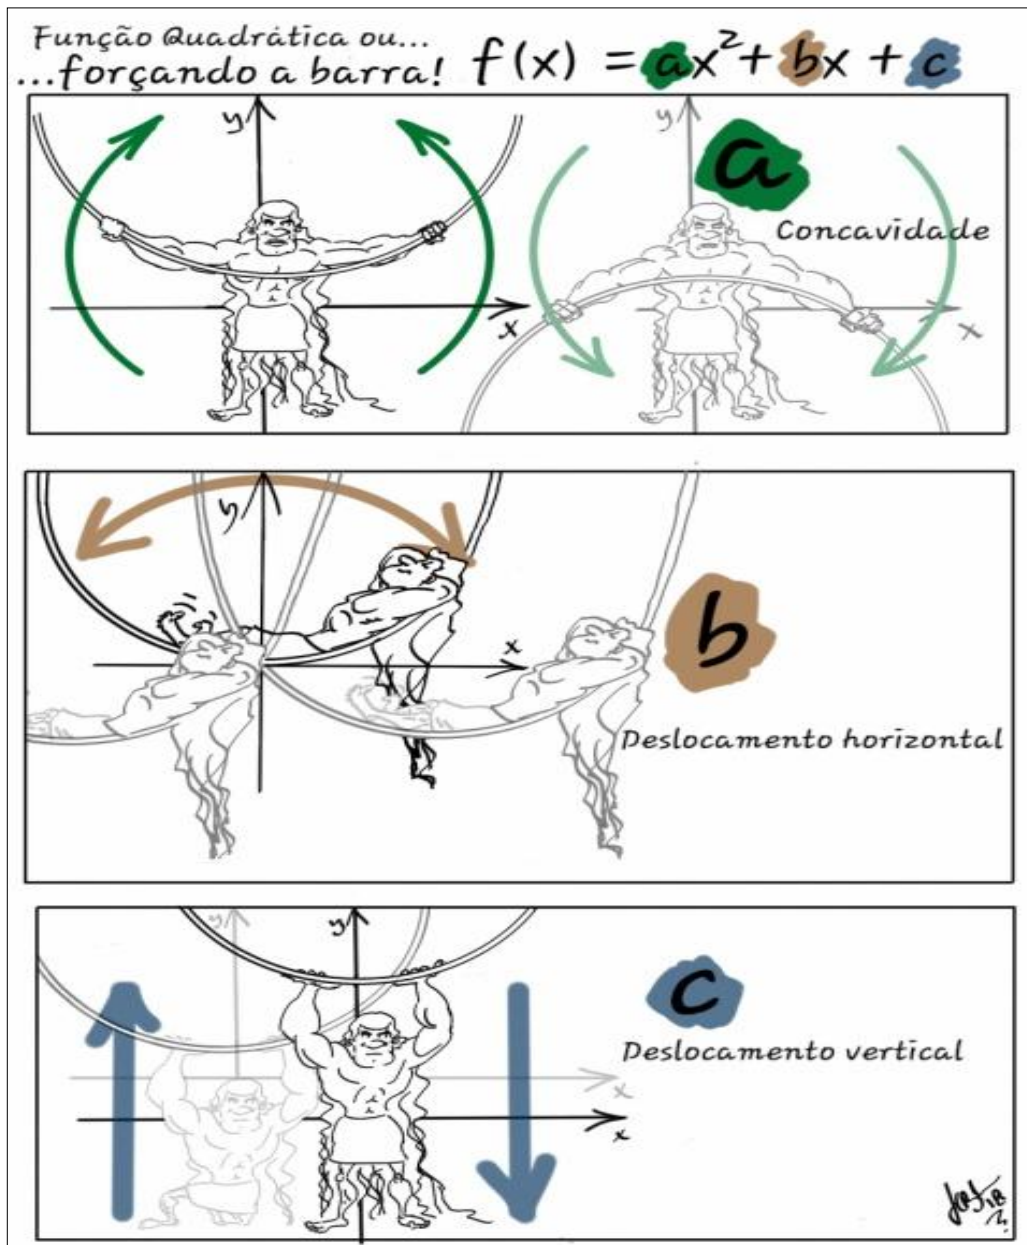 Função Quadrática ou...
...forçando a barra! f(x) = ax²+ bx + c
y y a
Concavidade
x x
y
b
x
Deslocamento horizontal
y y
c
Deslocamento vertical
x
x